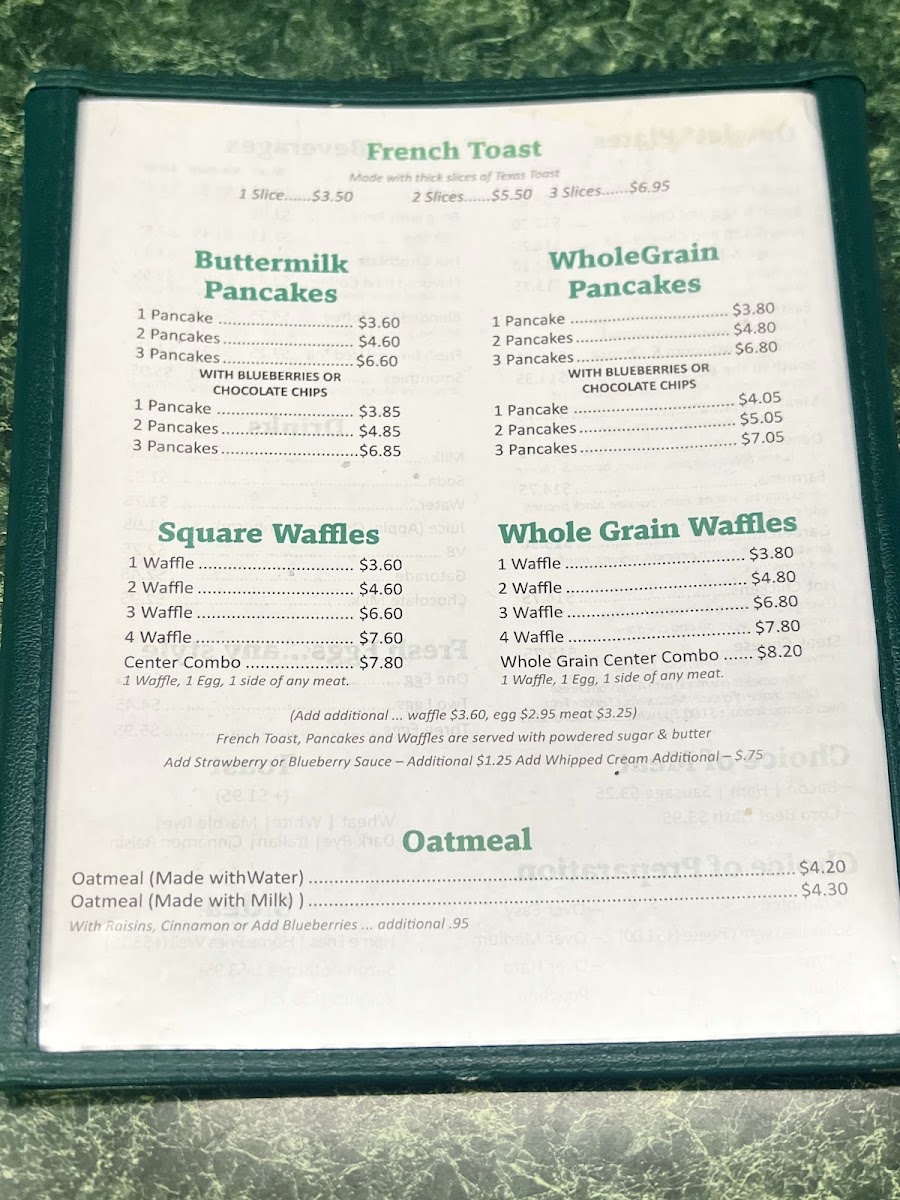 French Toast
Made with thick slices of Texas Toast
1 Slice......$3.50 2 Slices......$5.50 3 Slices......$6.95
Buttermilk
Pancakes
1 Pancake ............................ $3.60
2 Pancakes........................... $4.60
3 Pancakes........................... $6.60
WITH BLUEBERRIES OR
CHOCOLATE CHIPS
1 Pancake ............................ $3.85
2 Pancakes........................... $4.85
3 Pancakes...........................$6.85
WholeGrain
Pancakes
1 Pancake ................................ $3.80
2 Pancakes............................... $4.80
3 Pancakes............................... $6.80
WITH BLUEBERRIES OR
CHOCOLATE CHIPS
1 Pancake ................................ $4.05
2 Pancakes............................... $5.05
3 Pancakes............................... $7.05
Square Waffles
1 Waffle ................................ $3.60
2 Waffle ................................ $4.60
3 Waffle ................................ $6.60
4 Waffle ................................ $7.60
Center Combo ...................... $7.80
1 Waffle, 1 Egg, 1 side of any meat.
Whole Grain Waffles
1 Waffle ..................................... $3.80
2 Waffle ..................................... $4.80
3 Waffle ..................................... $6.80
4 Waffle ..................................... $7.80
Whole Grain Center Combo ...... $8.20
1 Waffle, 1 Egg, 1 side of any meat.
(Add additional ... waffle $3.60, egg $2.95 meat $3.25)
French Toast, Pancakes and Waffles are served with powdered sugar & butter
Add Strawberry or Blueberry Sauce – Additional $1.25 Add Whipped Cream Additional – $.75
Oatmeal
Oatmeal (Made withWater) ........................................................................ $4.20
Oatmeal (Made with Milk) ) ........................................................................ $4.30
With Raisins, Cinnamon or Add Blueberries ... additional .95